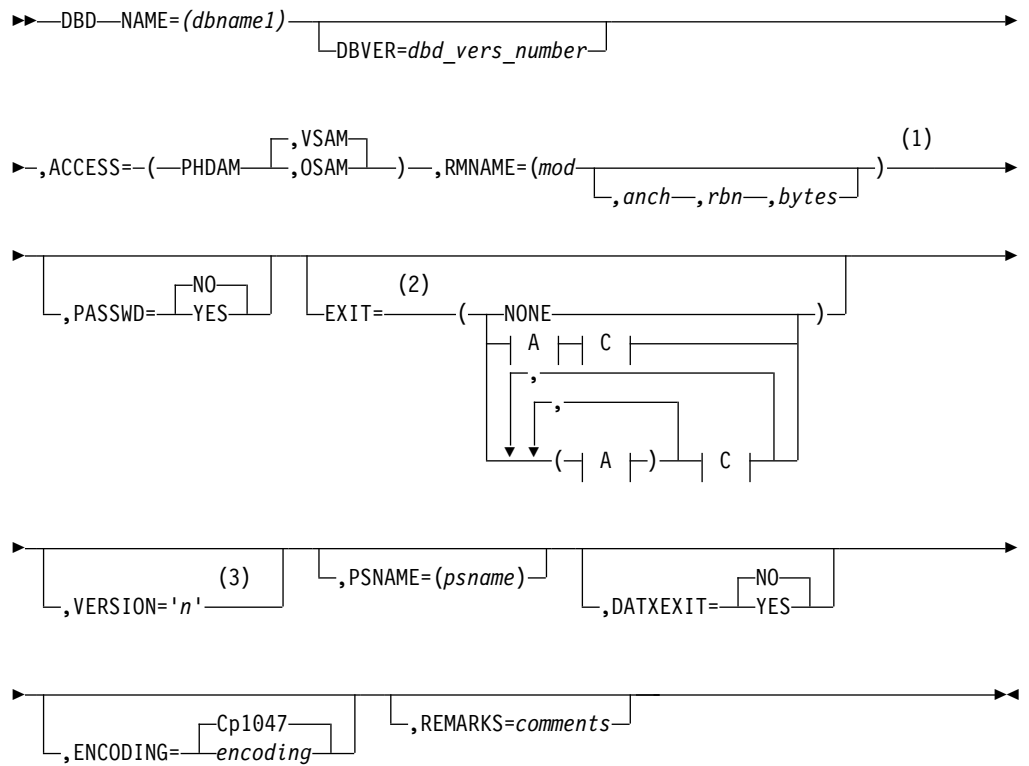 DBD NAME=(dbname1)
DBVER=dbd_vers_number
,VSAM (1)
,ACCESS= ( PHDAM ,OSAM ) ,RMNAME=(mod )
,anch ,rbn ,bytes
NO (2)
,PASSWD= YES EXIT= ( NONE )
A C
,
,
( A ) C
(3) ,PSNAME=(psname) NO
,VERSION='n' ,DATXEXIT= YES
Cp1047 ,REMARKS=comments
,ENCODING= encoding